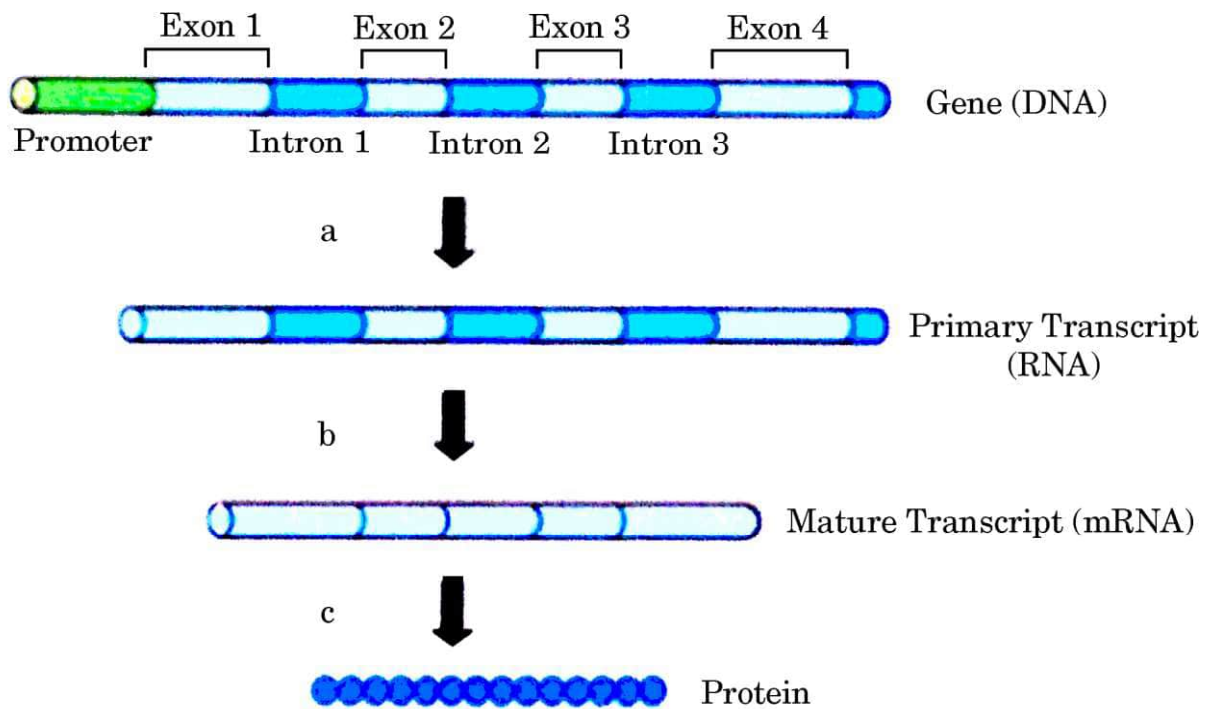 Exon 1
Exon 2
Exon 3
Exon 4
Gene (DNA)
Promoter
Intron 1
Intron 2
Intron 3
a
Primary Transcript
(RNA)
b
Mature Transcript (mRNA)
c
Protein